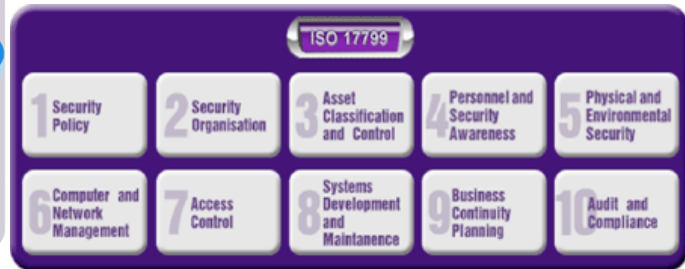 ISO 17799
1 Security
Policy
2 Security
Organisation
3 Asset
Classification
and Control
4 Personnel and
Security
Awareness
5 Physical and
Environmental
Security
6 Computer and
Network
Management
7 Access
Control
8 Systems
Development
and
Maintanence
9 Business
Continuity
Planning
10 Audit and
Compliance